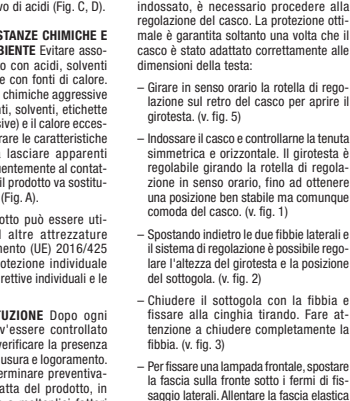 vo di acidi (Fig. C, D).
STANZE CHIMICHE E
BIENTE Evitare asso-
o con acidi, solventi
e con fonti di calore.
chimiche aggressive
ti, solventi, etichette
sive) e il calore ecces-
rare le caratteristiche
lasciare apparenti
uentemente al contat-
il prodotto va sostitu-
(Fig. A).
otto può essere uti-
altre attrezzature
mento (UE) 2016/425
otezione individuale
rettive individuali e le
TUZIONE Dopo ogni
v'essere controllato
verificare la presenza
usura e logoramento.
erminare preventiva-
atta del prodotto, in
indossato, è necessario procedere alla
regolazione del casco. La protezione otti-
male è garantita soltanto una volta che il
casco è stato adattato correttamente alle
dimensioni della testa:
– Girare in senso orario la rotella di rego-
lazione sul retro del casco per aprire il
girotesta. (v. fig. 5)
– Indossare il casco e controllarne la tenuta
simmetrica e orizzontale. Il girotesta è
regolabile girando la rotella di regola-
zione in senso orario, fino ad ottenere
una posizione ben stabile ma comunque
comoda del casco. (v. fig. 1)
– Spostando indietro le due fibbie laterali e
il sistema di regolazione è possibile rego-
lare l'altezza del girotesta e la posizione
del sottogola. (v. fig. 2)
– Chiudere il sottogola con la fibbia e
fissare alla cinghia tirando. Fare at-
tenzione a chiudere completamente la
fibbia. (v. fig. 3)
– Per fissare una lampada frontale, spostare
la fascia sulla fronte sotto i fermi di fis-
saggio laterali. Allentare la fascia elastica